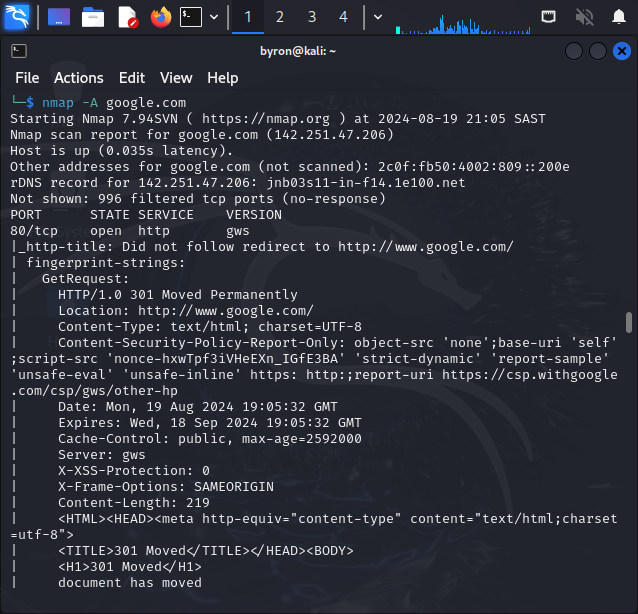 1 2 3 4
byron@kali: ~
File Actions Edit View Help
└─$ nmap -A google.com
Starting Nmap 7.94SVN ( https://nmap.org ) at 2024-08-19 21:05 SAST
Nmap scan report for google.com (142.251.47.206)
Host is up (0.035s latency).
Other addresses for google.com (not scanned): 2c0f:fb50:4002:809::200e
rDNS record for 142.251.47.206: jnb03s11-in-f14.1e100.net
Not shown: 996 filtered tcp ports (no-response)
PORT    STATE SERVICE    VERSION
80/tcp    open  http       gws
|_http-title: Did not follow redirect to http://www.google.com/
| fingerprint-strings:
|   GetRequest:
|     HTTP/1.0 301 Moved Permanently
|     Location: http://www.google.com/
|     Content-Type: text/html; charset=UTF-8
|     Content-Security-Policy-Report-Only: object-src 'none';base-uri 'self'
;script-src 'nonce-hxwTpf3iVHeEXn_IGfE3BA' 'strict-dynamic' 'report-sample'
'unsafe-eval' 'unsafe-inline' https: http:;report-uri https://csp.withgoogle
.com/csp/gws/other-hp
|     Date: Mon, 19 Aug 2024 19:05:32 GMT
|     Expires: Wed, 18 Sep 2024 19:05:32 GMT
|     Cache-Control: public, max-age=2592000
|     Server: gws
|     X-XSS-Protection: 0
|     X-Frame-Options: SAMEORIGIN
|     Content-Length: 219
|     <HTML><HEAD><meta http-equiv="content-type" content="text/html;charset
=utf-8">
|     <TITLE>301 Moved</TITLE></HEAD><BODY>
|     <H1>301 Moved</H1>
|     document has moved